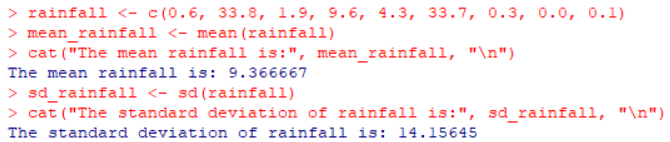 > rainfall <- c(0.6, 33.8, 1.9, 9.6, 4.3, 33.7, 0.3, 0.0, 0.1)
> mean_rainfall <- mean(rainfall)
> cat("The mean rainfall is:", mean_rainfall, "\n")
The mean rainfall is: 9.366667
> sd_rainfall <- sd(rainfall)
> cat("The standard deviation of rainfall is:", sd_rainfall, "\n")
The standard deviation of rainfall is: 14.15645